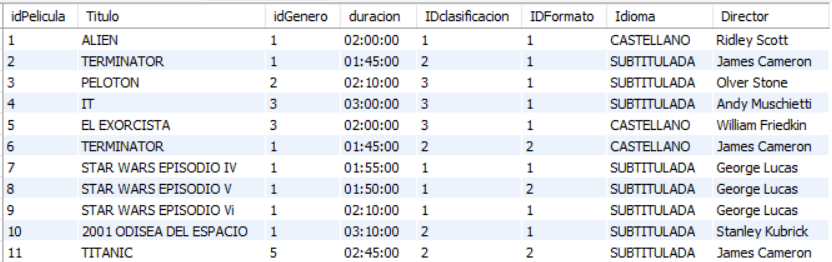 idPelicula Titulo idGenero duracion IDclasificacion IDFormato Idioma Director
1 ALIEN 1 02:00:00 1 1 CASTELLANO Ridley Scott
2 TERMINATOR 1 01:45:00 2 1 SUBTITULADA James Cameron
3 PELOTON 2 02:10:00 3 1 SUBTITULADA Olver Stone
4 IT 3 03:00:00 3 1 SUBTITULADA Andy Muschietti
5 EL EXORCISTA 3 02:00:00 3 1 CASTELLANO William Friedkin
6 TERMINATOR 1 01:45:00 2 2 CASTELLANO James Cameron
7 STAR WARS EPISODIO IV 1 01:55:00 1 1 SUBTITULADA George Lucas
8 STAR WARS EPISODIO V 1 01:50:00 1 2 SUBTITULADA George Lucas
9 STAR WARS EPISODIO Vi 1 02:10:00 1 1 SUBTITULADA George Lucas
10 2001 ODISEA DEL ESPACIO 1 03:10:00 2 1 SUBTITULADA Stanley Kubrick
11 TITANIC 5 02:45:00 2 2 SUBTITULADA James Cameron